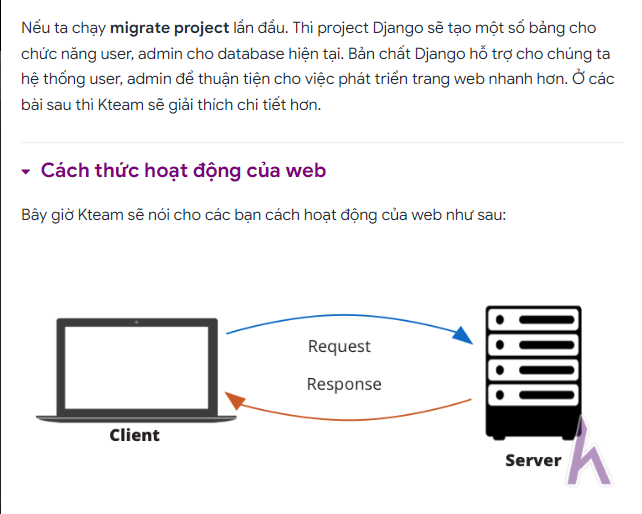 Nếu ta chạy migrate project lần đầu. Thì project Django sẽ tạo một số bảng cho
chức năng user, admin cho database hiện tại. Bản chất Django hỗ trợ cho chúng ta
hệ thống user, admin để thuận tiện cho việc phát triển trang web nhanh hơn. Ở các
bài sau thì Kteam sẽ giải thích chi tiết hơn.
Cách thức hoạt động của web
Bây giờ Kteam sẽ nói cho các bạn cách hoạt động của web như sau:
Request
Response
Client
Server